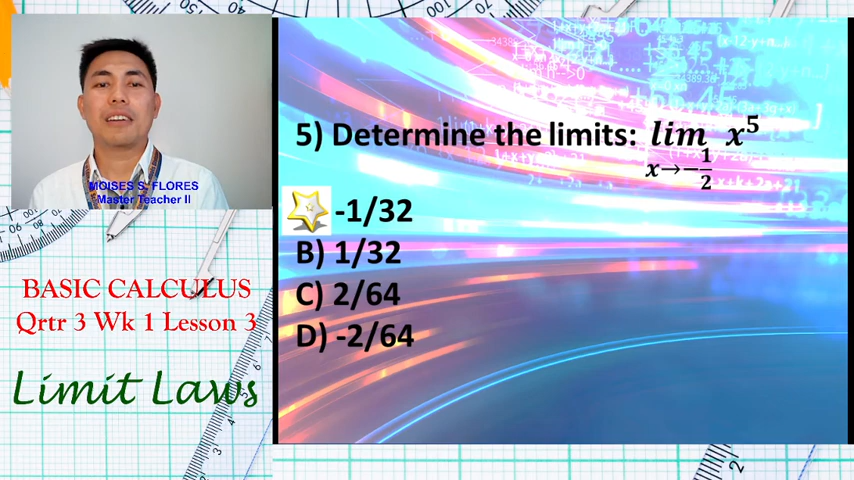 MOISES S. FLORES
Master Teacher II
BASIC CALCULUS
Qrtr 3 Wk 1 Lesson 3
Limit Laws
5) Determine the limits: lim x→-1/2 x⁵
-1/32
B) 1/32
C) 2/64
D) -2/64